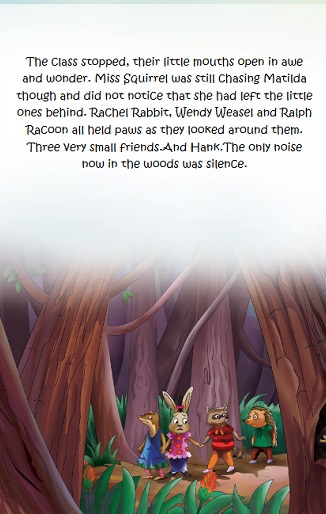 The class stopped, their little mouths open in awe
and wonder. Miss Squirrel was still chasing Matilda
though and did not notice that she had left the little
ones behind. Rachel Rabbit, Wendy Weasel and Ralph
Racoon all held paws as they looked around them.
Three very small friends.And Hank.The only noise
now in the woods was silence.